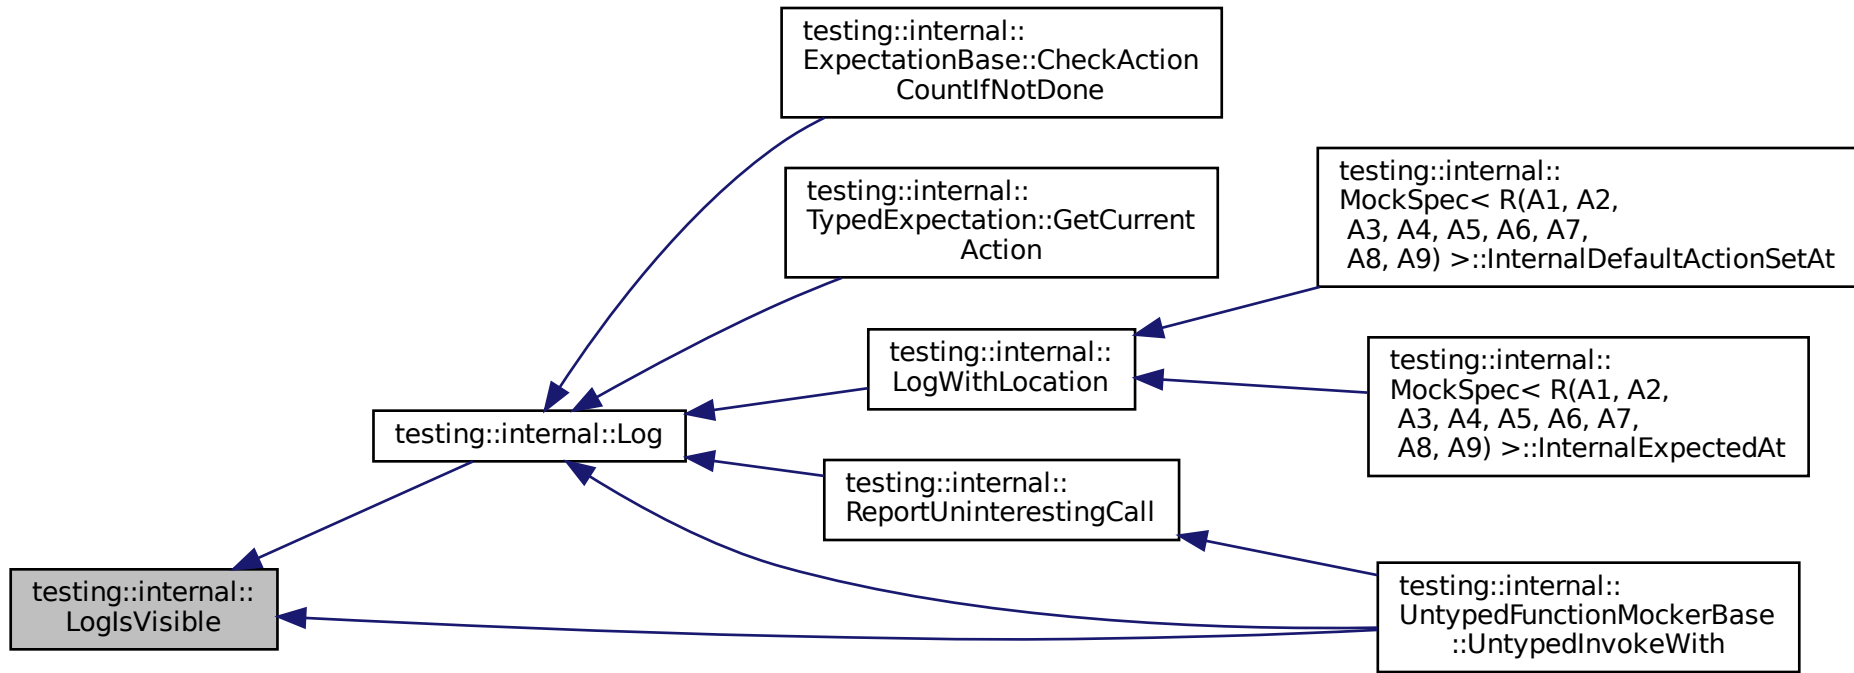 testing::internal::
ExpectationBase::CheckAction
CountIfNotDone
testing::internal::
TypedExpectation::GetCurrent
Action
testing::internal::
MockSpec< R(A1, A2,
A3, A4, A5, A6, A7,
A8, A9) >::InternalDefaultActionSetAt
testing::internal::
LogWithLocation
testing::internal::
MockSpec< R(A1, A2,
A3, A4, A5, A6, A7,
A8, A9) >::InternalExpectedAt
testing::internal::Log
testing::internal::
ReportUninterestingCall
testing::internal::
LogIsVisible
testing::internal::
UntypedFunctionMockerBase
::UntypedInvokeWith